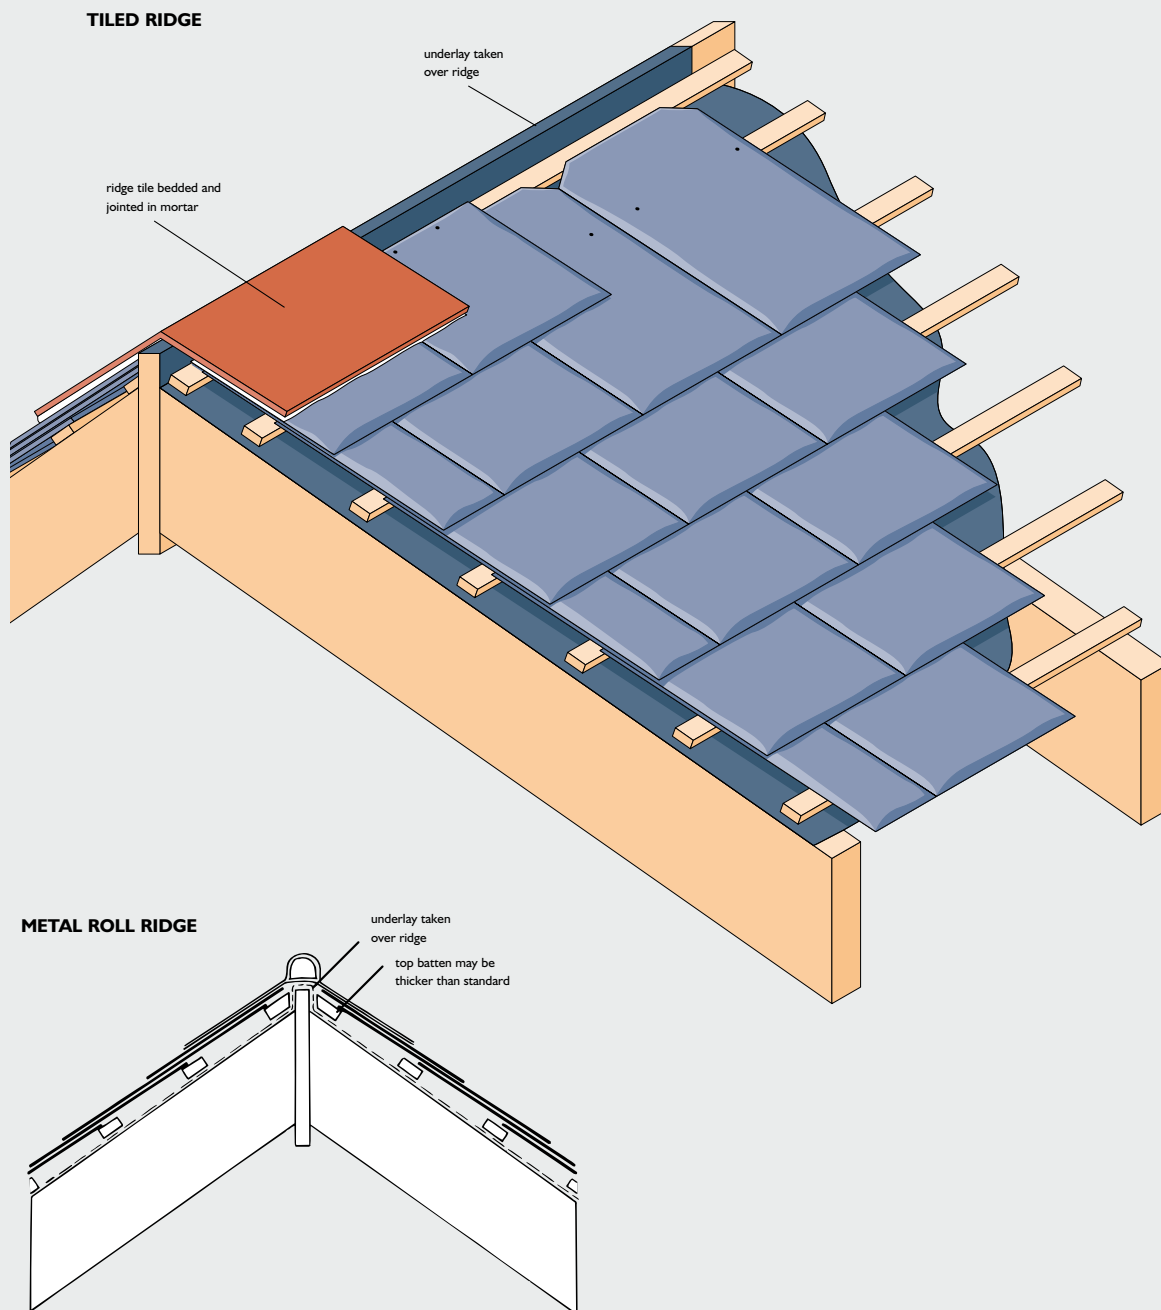 TILED RIDGE
underlay taken
over ridge
ridge tile bedded and
jointed in mortar
METAL ROLL RIDGE
underlay taken
over ridge
top batten may be
thicker than standard